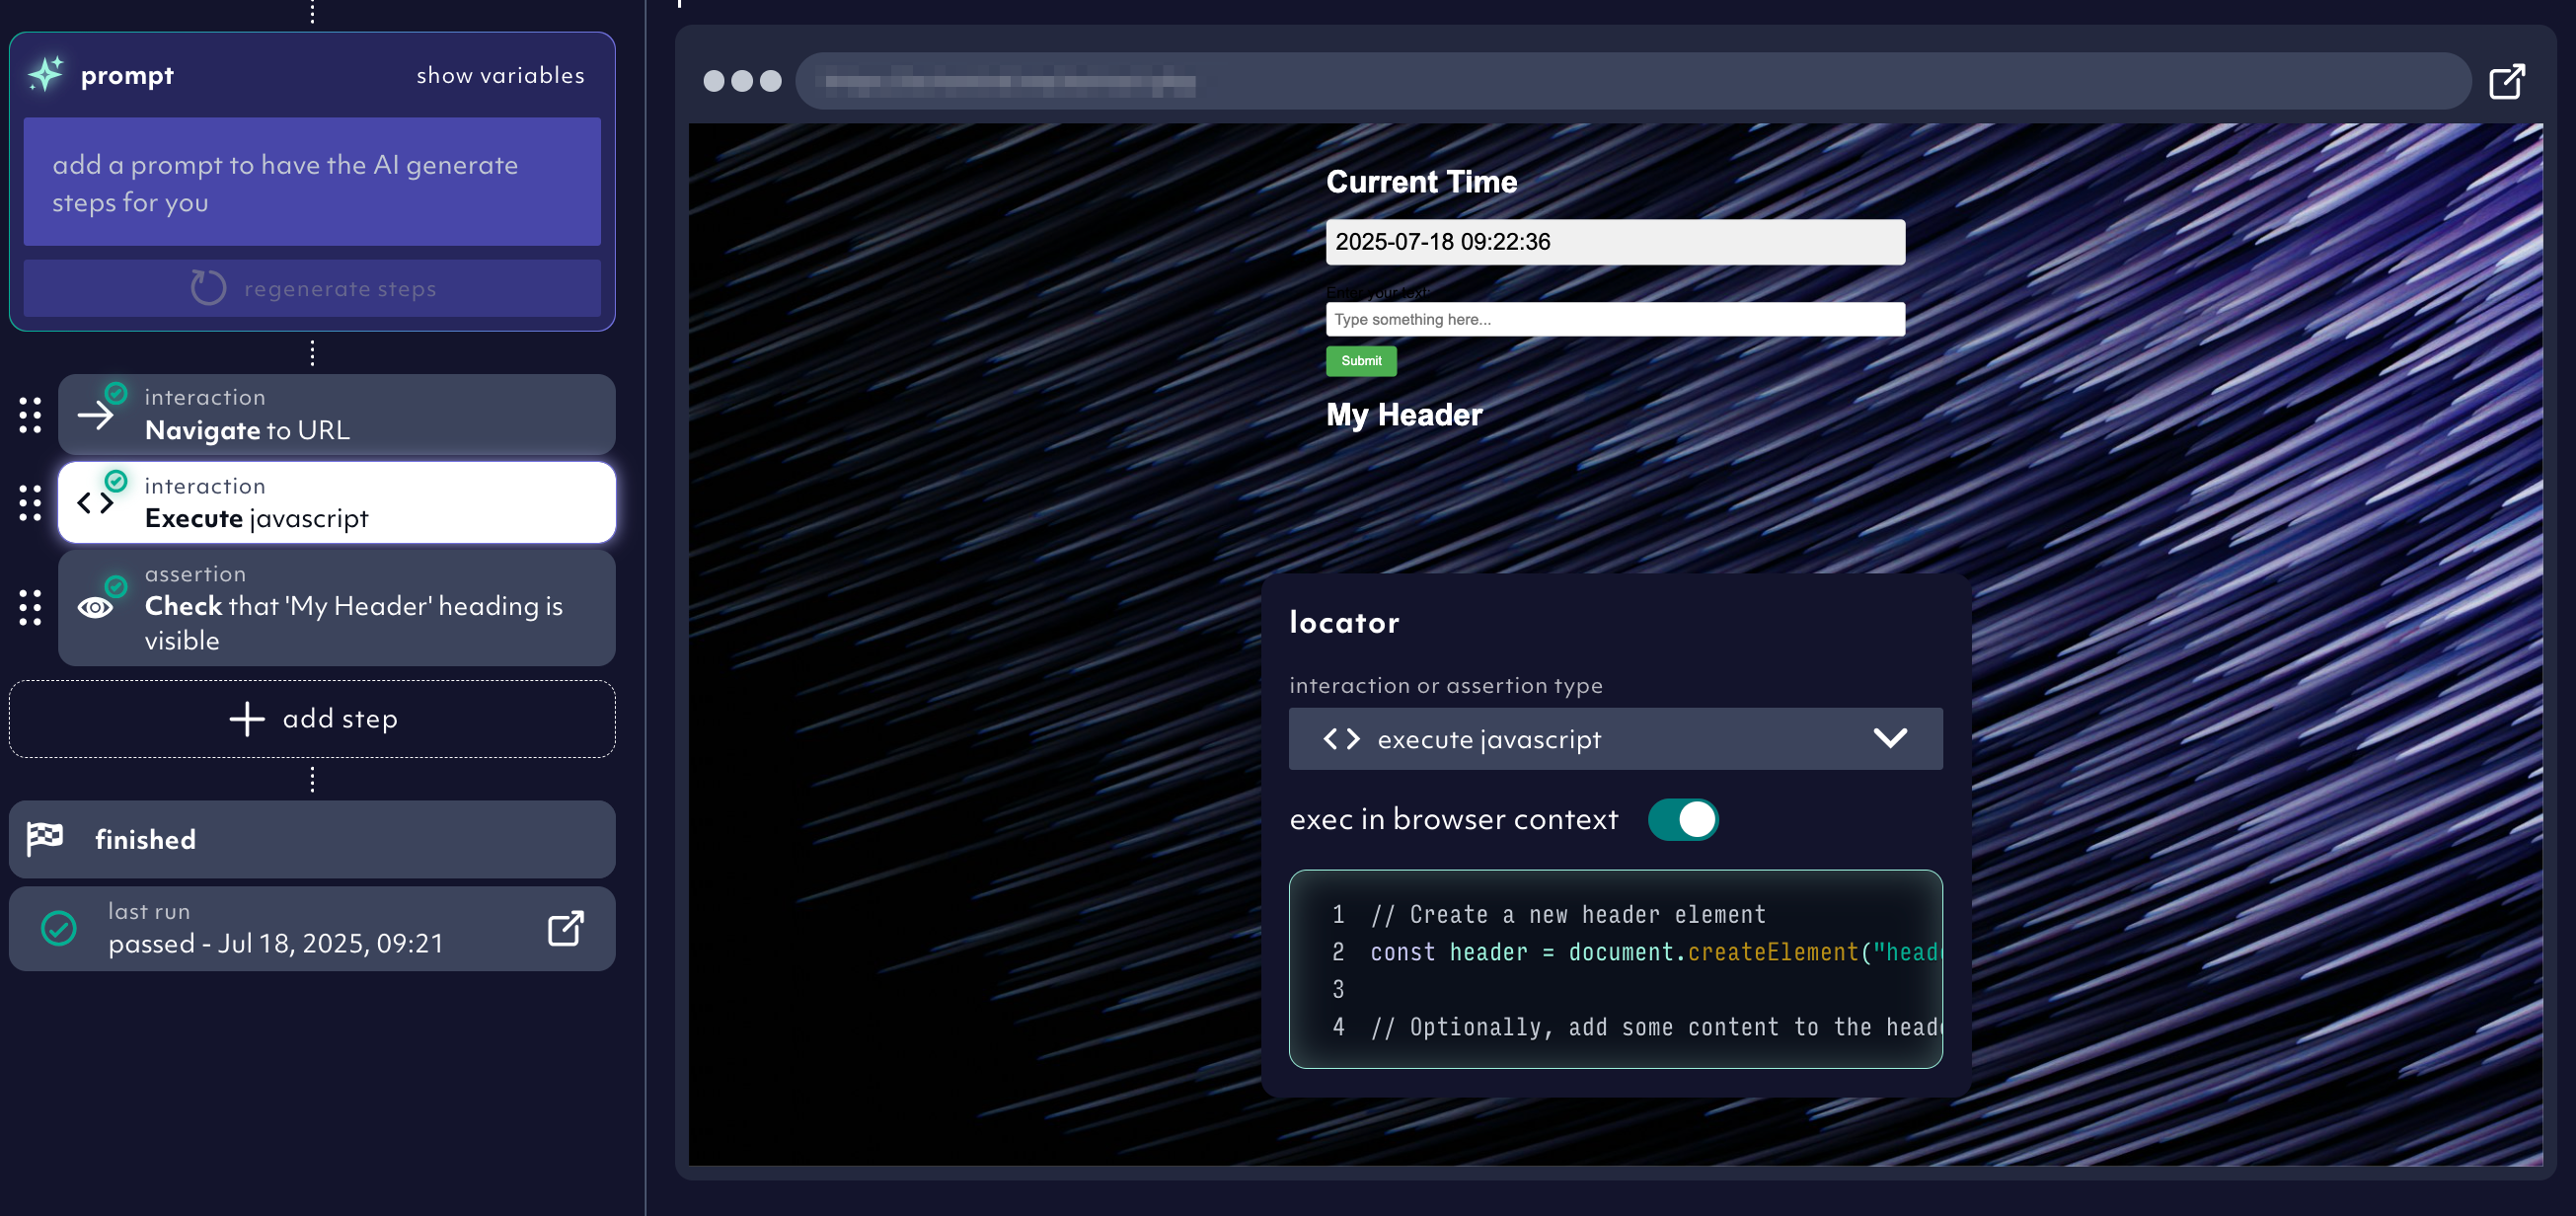 prompt
show variables
add a prompt to have the AI generate
steps for you
regenerate steps
interaction
Navigate to URL
interaction
Execute javascript
assertion
Check that 'My Header' heading is
visible
add step
finished
last run
passed - Jul 18, 2025, 09:21
Current Time
2025-07-18 09:22:36
Enter your text:
Type something here...
Submit
My Header
locator
interaction or assertion type
execute javascript
exec in browser context
1 // Create a new header element
2 const header = document.createElement("head
3
4 // Optionally, add some content to the head